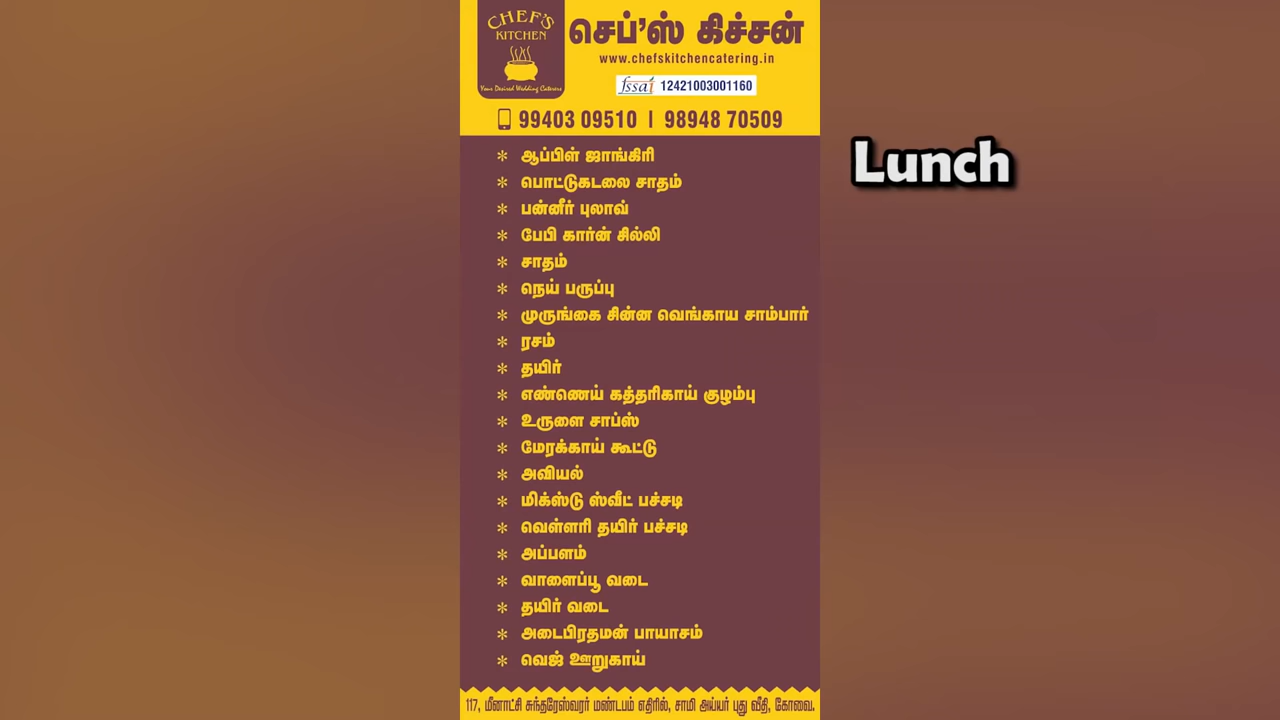 CHEF'S
KITCHEN
Your Desired Wedding Caterers
செப்'ஸ் கிச்சன்
www.chefskitchencatering.in
fssai 12421003001160
99403 09510 | 98948 70509
Lunch
* ஆப்பிள் ஜாங்கிரி
* பொட்டுகடலை சாதம்
* பன்னீர் புலாவ்
* பேபி கார்ன் சில்லி
* சாதம்
* நெய் பருப்பு
* முருங்கை சின்ன வெங்காய சாம்பார்
* ரசம்
* தயிர்
* எண்ணெய் கத்தரிகாய் குழம்பு
* உருளை சாப்ஸ்
* மேரக்காய் கூட்டு
* அவியல்
* மிக்ஸ்டு ஸ்வீட் பச்சடி
* வெள்ளரி தயிர் பச்சடி
* அப்பளம்
* வாளைப்பூ வடை
* தயிர் வடை
* அடைபிரதமன் பாயாசம்
* வெஜ் ஊறுகாய்
117, மீனாட்சி சுந்தரேஸ்வரர் மண்டபம் எதிரில், சாமி அய்யர் புது வீதி, கோவை.